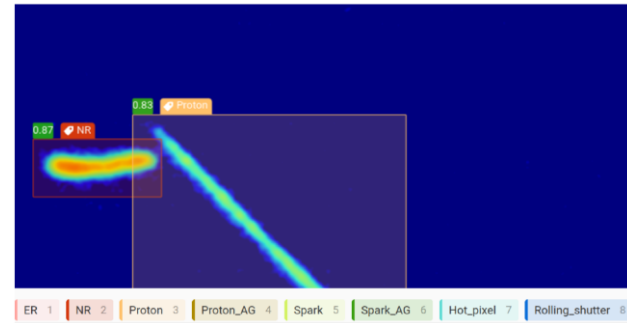 0.83 Proton
0.87 NR
ER 1 NR 2 Proton 3 Proton_AG 4 Spark 5 Spark_AG 6 Hot_pixel 7 Rolling_shutter 8